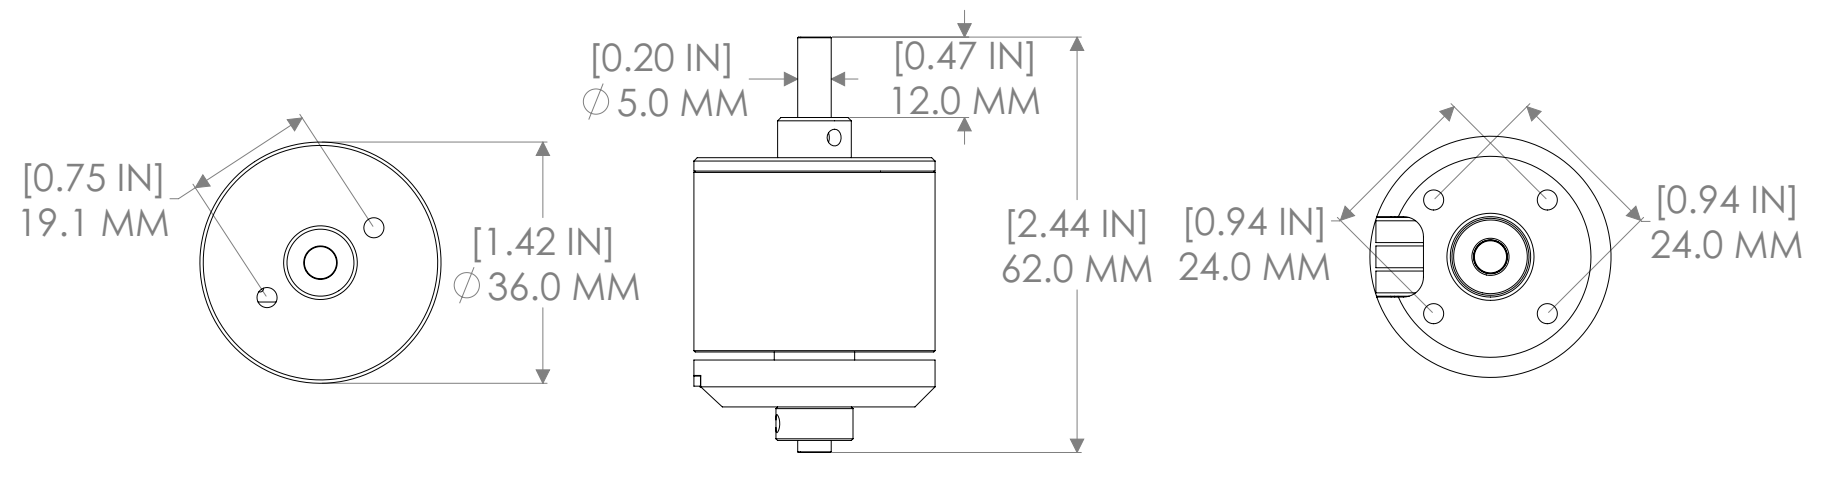 [0.75 IN]
19.1 MM
[1.42 IN]
∅ 36.0 MM
[0.20 IN]
∅ 5.0 MM
[0.47 IN]
12.0 MM
[2.44 IN]
62.0 MM
[0.94 IN]
24.0 MM
[0.94 IN]
24.0 MM